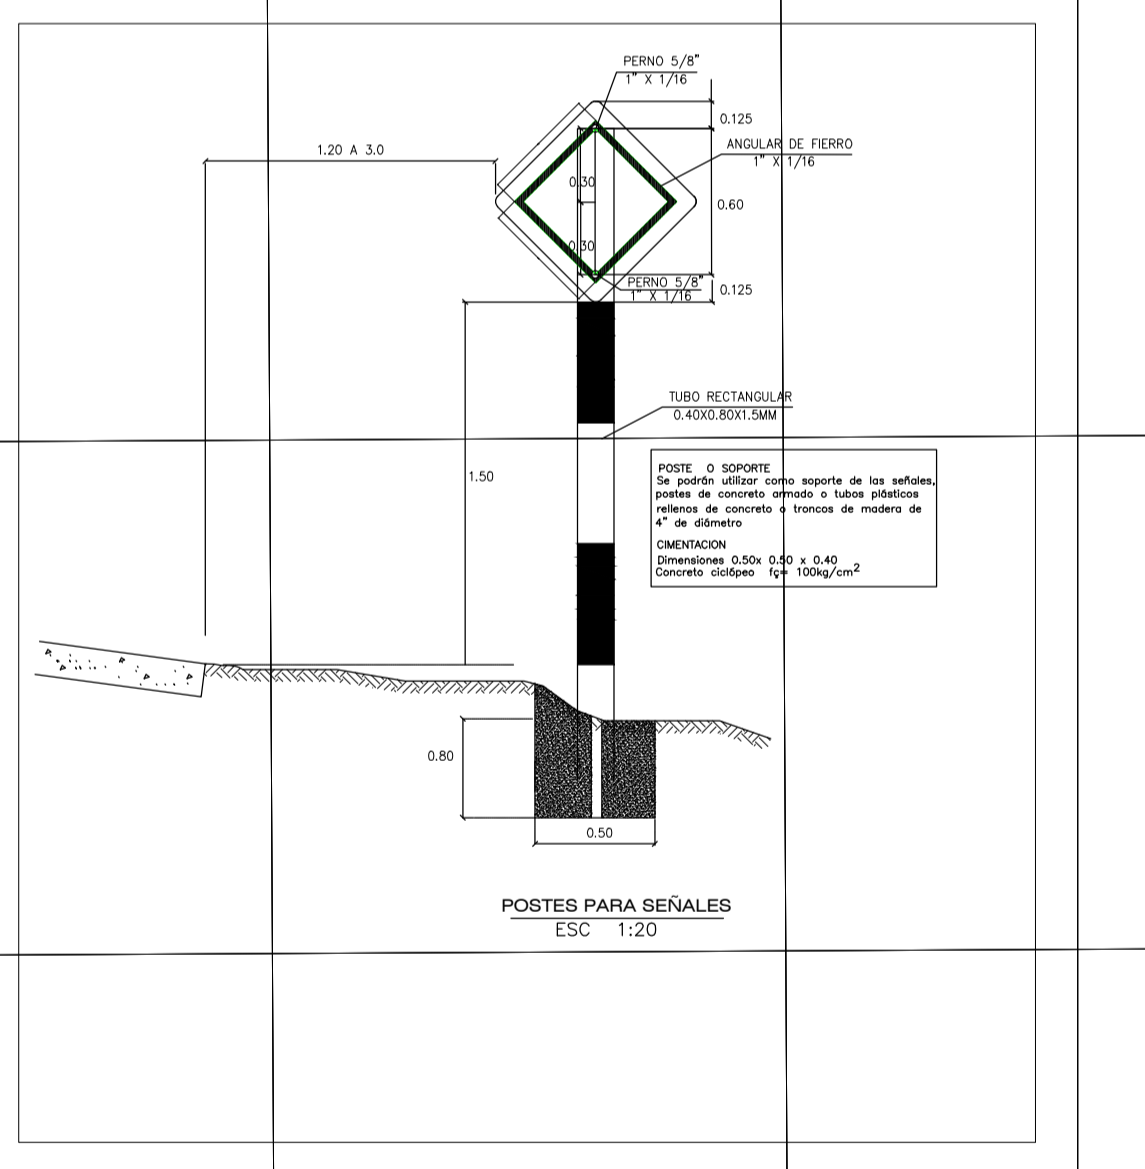 PERNO 5/8"
1" X 1/16
0.125
ANGULAR DE FIERRO
1" X 1/16
1.20 A 3.0
0.30
0.60
0.30
PERNO 5/8"
1" X 1/16
0.125
TUBO RECTANGULAR
0.40X0.80X1.5MM
1.50
POSTE O SOPORTE
Se podrán utilizar como soporte de las señales,
postes de concreto armado o tubos plásticos
rellenos de concreto o troncos de madera de
4" de diámetro
CIMENTACION
Dimensiones 0.50x 0.50 x 0.40
Concreto ciclópeo fç= 100kg/cm²
0.80
0.50
POSTES PARA SEÑALES
ESC 1:20